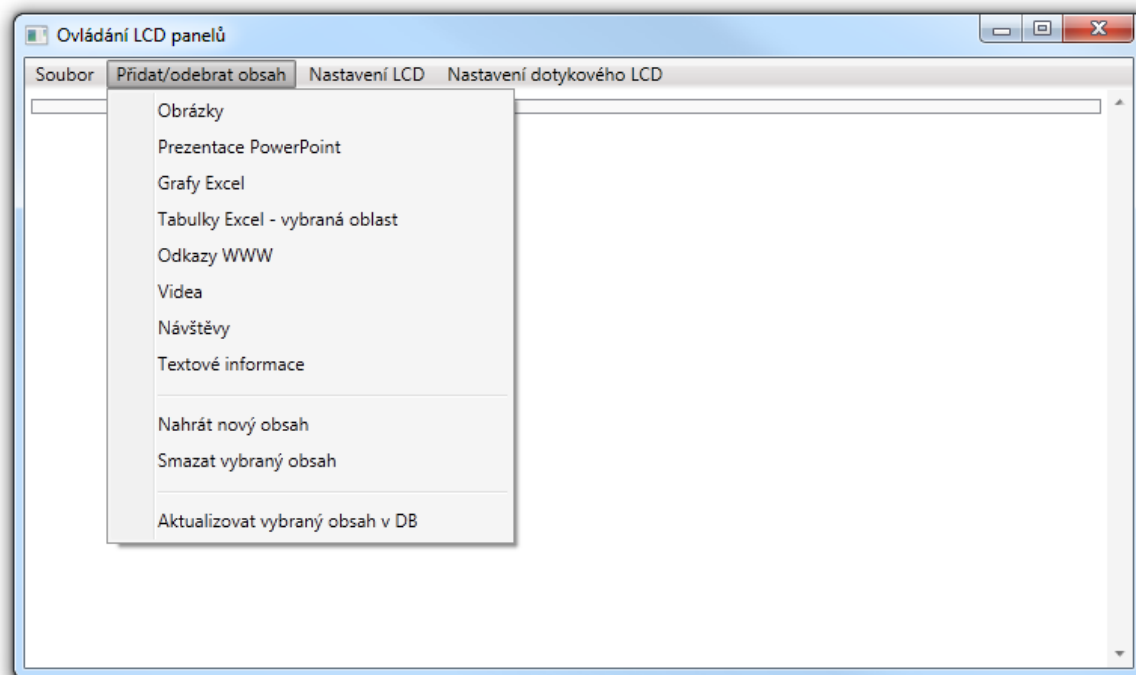 Ovládání LCD panelů
Soubor Přidat/odebrat obsah Nastavení LCD Nastavení dotykového LCD
Obrázky
Prezentace PowerPoint
Grafy Excel
Tabulky Excel - vybraná oblast
Odkazy WWW
Videa
Návštěvy
Textové informace
Nahrát nový obsah
Smazat vybraný obsah
Aktualizovat vybraný obsah v DB